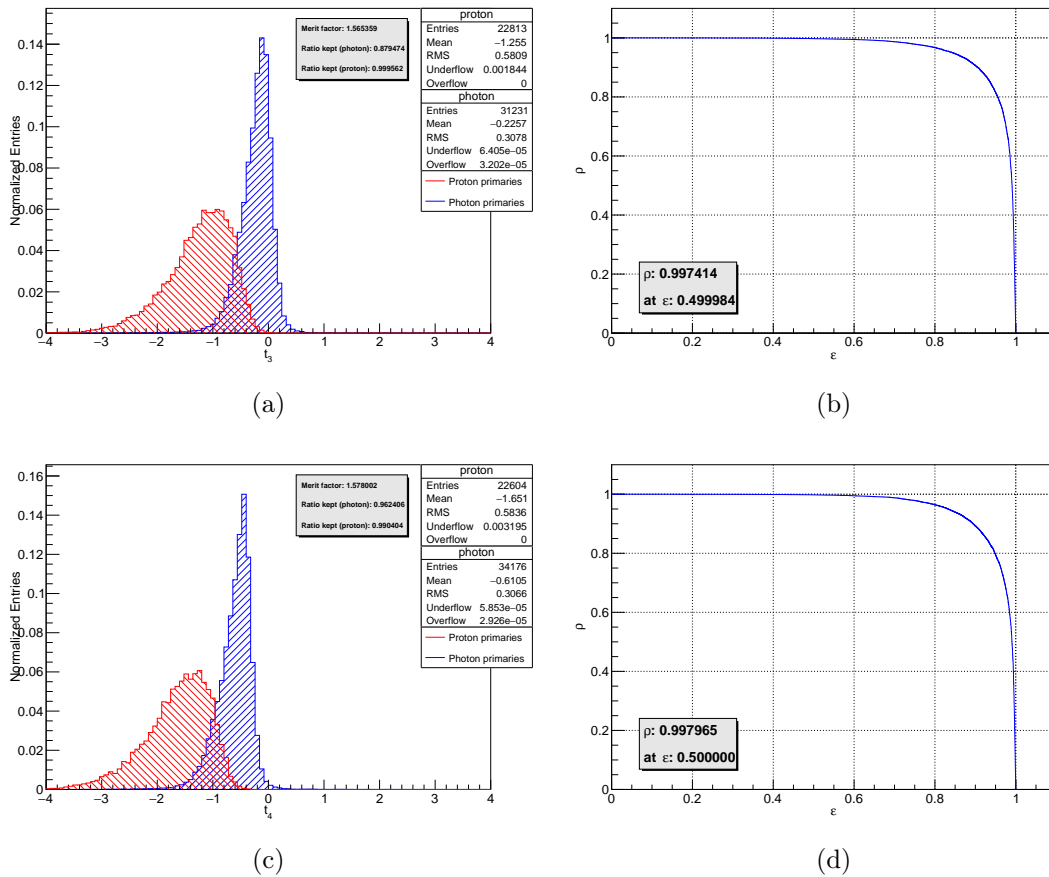 Merit factor: 1.565359
Ratio kept (photon): 0.879474
Ratio kept (proton): 0.999562
proton
Entries 22813
Mean −1.255
RMS 0.5809
Underflow 0.001844
Overflow 0
photon
Entries 31231
Mean −0.2257
RMS 0.3078
Underflow 6.405e−05
Overflow 3.202e−05
Proton primaries
Photon primaries
Normalized Entries
0.14
0.12
0.1
0.08
0.06
0.04
0.02
0
−4 −3 −2 −1 0 1 2 3 4
t3
(a)
ρ
1
0.8
0.6
0.4
0.2
0
ρ: 0.997414
at ε: 0.499984
0 0.2 0.4 0.6 0.8 1
ε
(b)
Merit factor: 1.578002
Ratio kept (photon): 0.962406
Ratio kept (proton): 0.990404
proton
Entries 22604
Mean −1.651
RMS 0.5836
Underflow 0.003195
Overflow 0
photon
Entries 34176
Mean −0.6105
RMS 0.3066
Underflow 5.853e−05
Overflow 2.926e−05
Proton primaries
Photon primaries
Normalized Entries
0.16
0.14
0.12
0.1
0.08
0.06
0.04
0.02
0
−4 −3 −2 −1 0 1 2 3 4
t4
(c)
ρ
1
0.8
0.6
0.4
0.2
0
ρ: 0.997965
at ε: 0.500000
0 0.2 0.4 0.6 0.8 1
ε
(d)